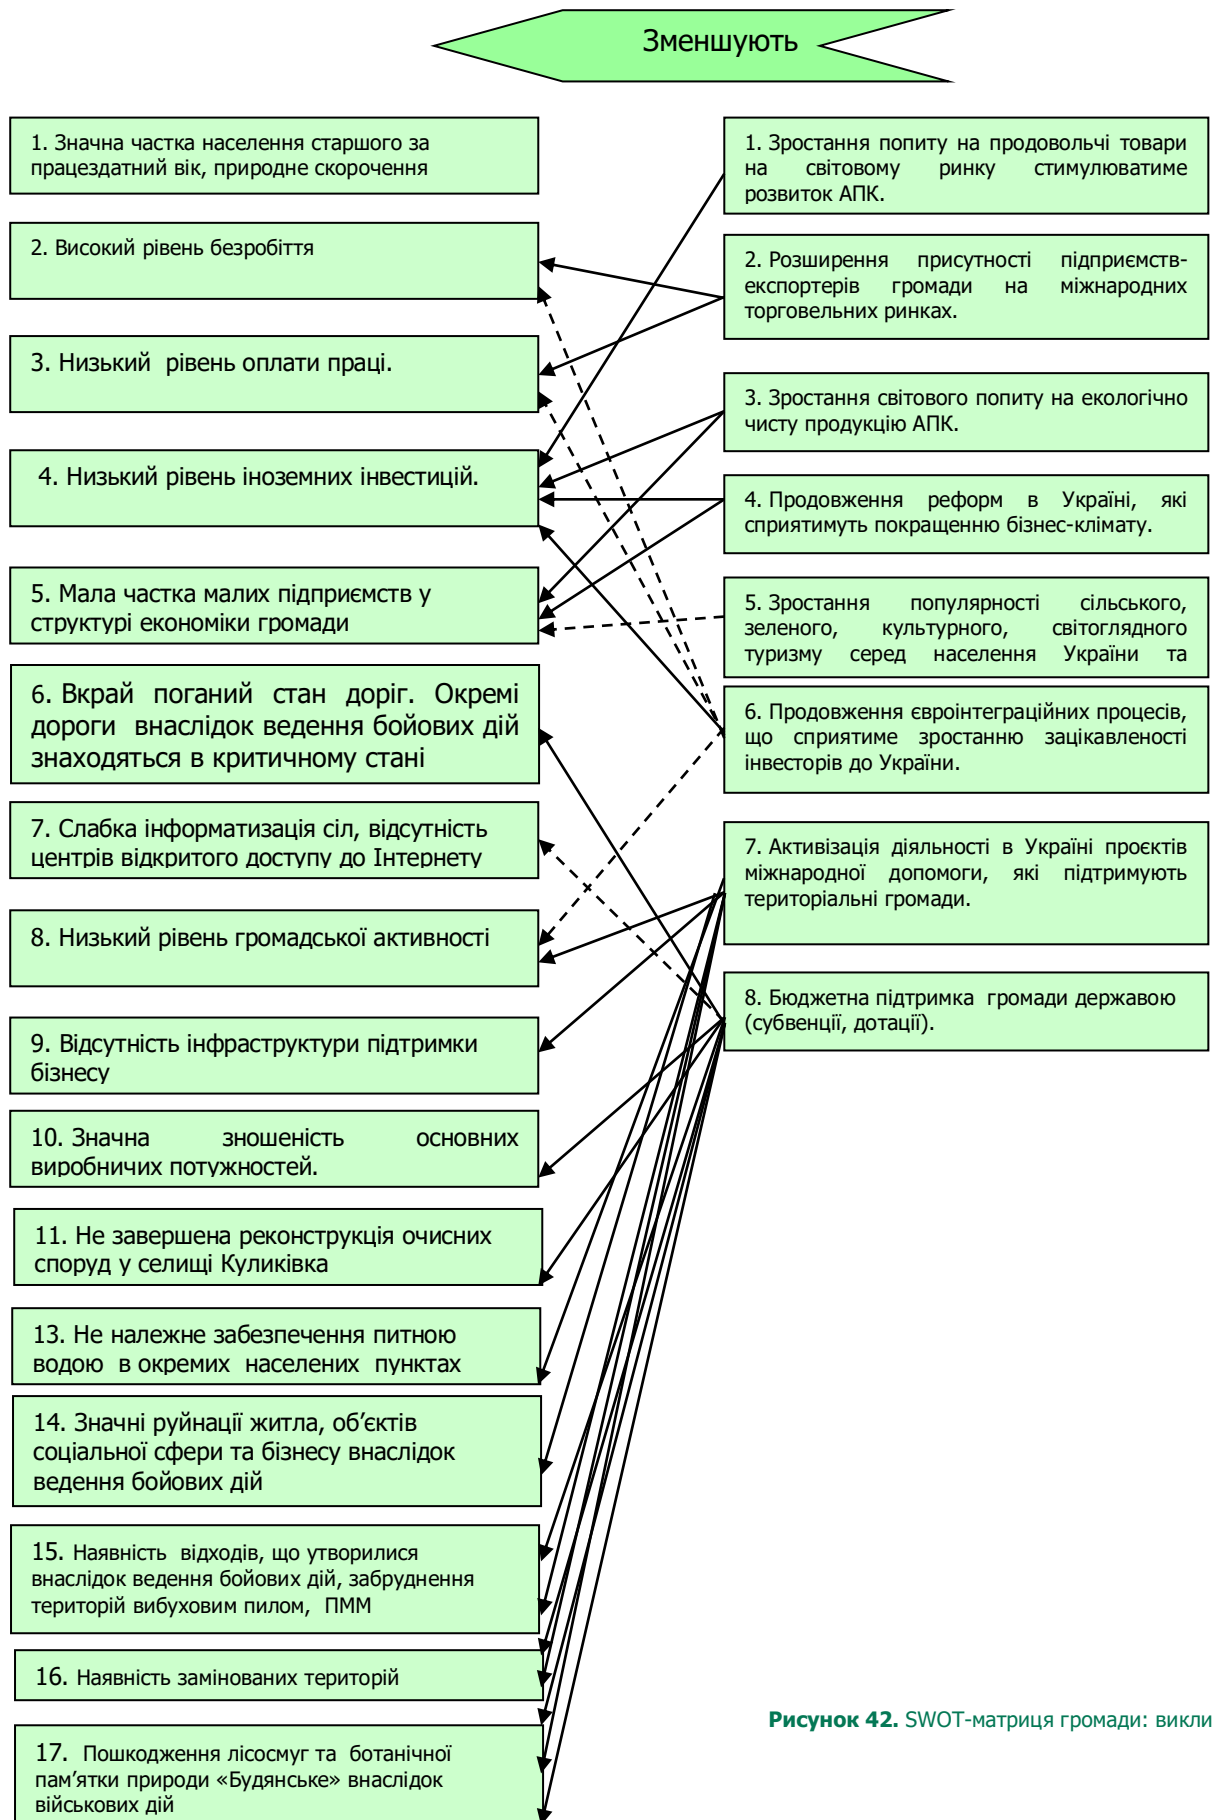 Зменшують
1. Значна частка населення старшого за
працездатний вік, природне скорочення
2. Високий рівень безробіття
3. Низький рівень оплати праці.
4. Низький рівень іноземних інвестицій.
5. Мала частка малих підприємств у
структурі економіки громади
6. Вкрай поганий стан доріг. Окремі
дороги внаслідок ведення бойових дій
знаходяться в критичному стані
7. Слабка інформатизація сіл, відсутність
центрів відкритого доступу до Інтернету
8. Низький рівень громадської активності
9. Відсутність інфраструктури підтримки
бізнесу
10. Значна зношеність основних
виробничих потужностей.
11. Не завершена реконструкція очисних
споруд у селищі Куликівка
13. Не належне забезпечення питною
водою в окремих населених пунктах
14. Значні руйнації житла, об’єктів
соціальної сфери та бізнесу внаслідок
ведення бойових дій
15. Наявність відходів, що утворилися
внаслідок ведення бойових дій, забруднення
територій вибуховим пилом, ПММ
16. Наявність замінованих територій
17. Пошкодження лісосмуг та ботанічної
пам’ятки природи «Будянське» внаслідок
військових дій
1. Зростання попиту на продовольчі товари
на світовому ринку стимулюватиме
розвиток АПК.
2. Розширення присутності підприємств-
експортерів громади на міжнародних
торговельних ринках.
3. Зростання світового попиту на екологічно
чисту продукцію АПК.
4. Продовження реформ в Україні, які
сприятимуть покращенню бізнес-клімату.
5. Зростання популярності сільського,
зеленого, культурного, світоглядного
туризму серед населення України та
6. Продовження євроінтеграційних процесів,
що сприятиме зростанню зацікавленості
інвесторів до України.
7. Активізація діяльності в Україні проєктів
міжнародної допомоги, які підтримують
територіальні громади.
8. Бюджетна підтримка громади державою
(субвенції, дотації).
Рисунок 42. SWOT-матриця громади: викли